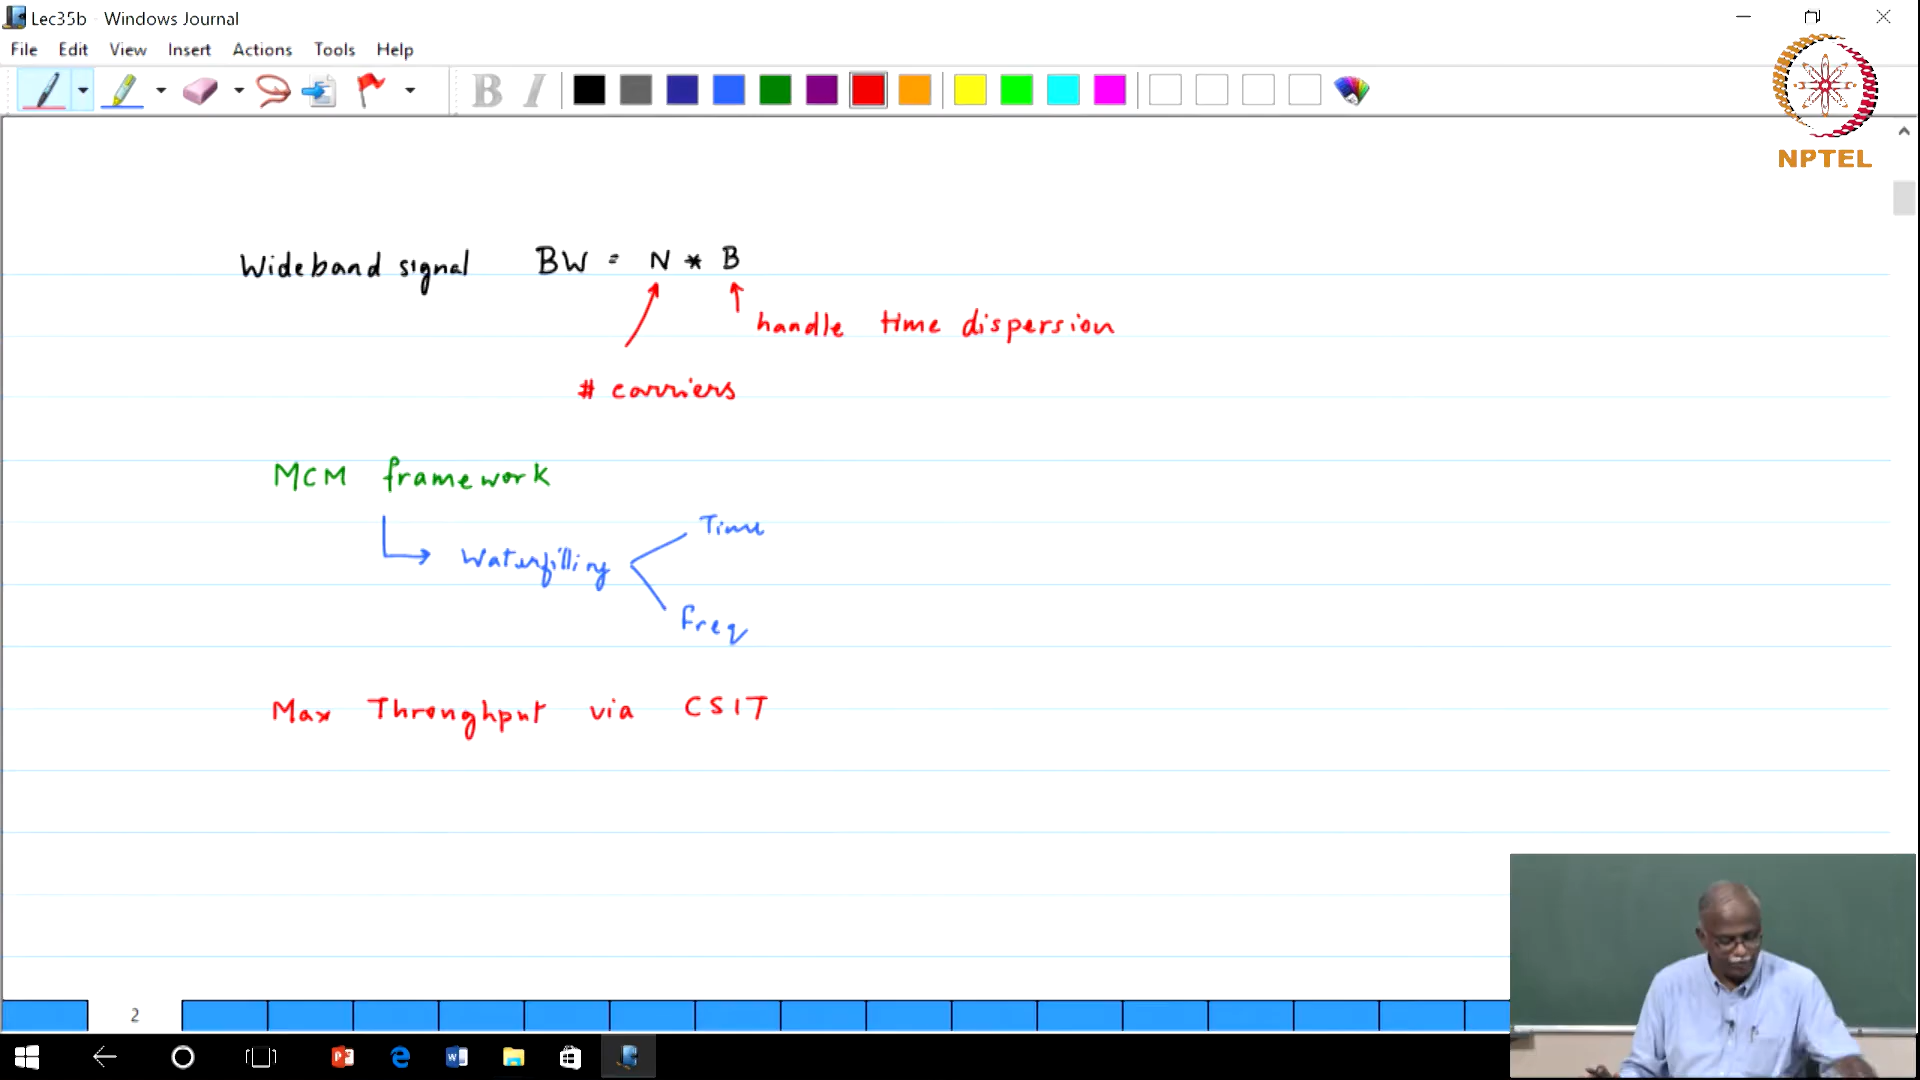 Lec35b - Windows Journal
File Edit View Insert Actions Tools Help
B I
NPTEL
Wideband signal BW = N * B
handle time dispersion
# carriers
MCM framework
Time
Waterfilling
Freq
Max Throughput via CSIT
2